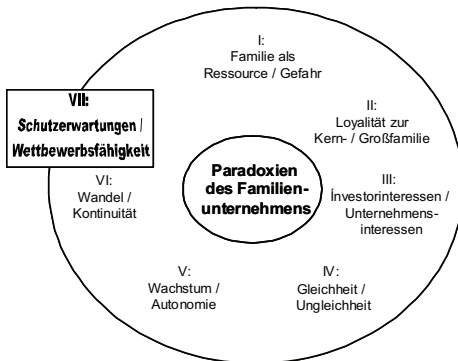 I:
Familie als
Ressource / Gefahr
II:
Loyalität zur
Kern- / Großfamilie
III:
Investorinteressen /
Unternehmens-
interessen
IV:
Gleichheit /
Ungleichheit
V:
Wachstum /
Autonomie
VI:
Wandel /
Kontinuität
VII:
Schutzerwartungen /
Wettbewerbsfähigkeit
Paradoxien
des Familien-
unternehmens